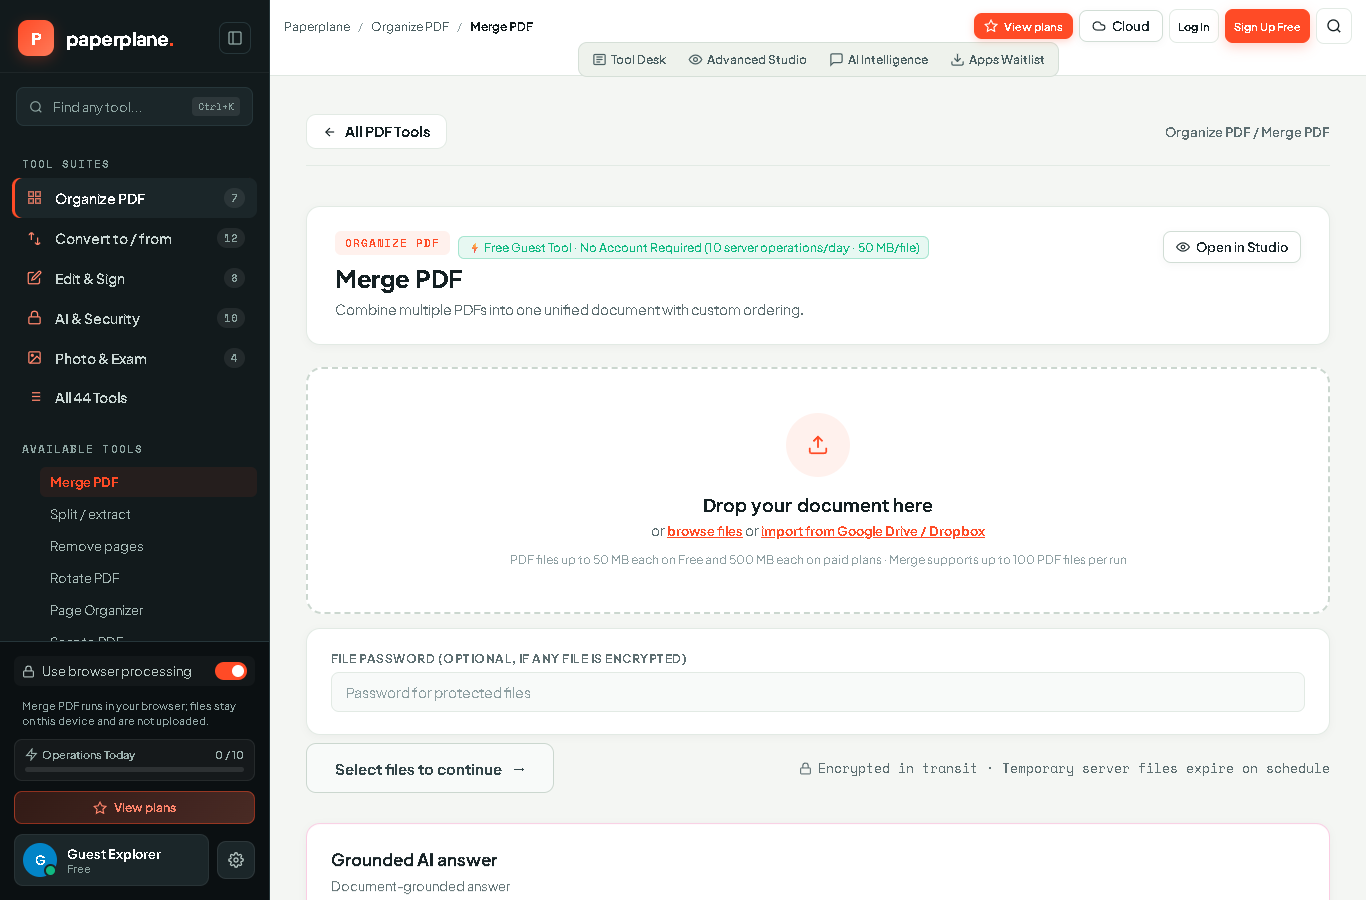 P paperplane.
Find any tool... Ctrl+K
TOOL SUITES
Organize PDF 7
Convert to / from 12
Edit & Sign 8
AI & Security 10
Photo & Exam 4
All 44 Tools
AVAILABLE TOOLS
Merge PDF
Split / extract
Remove pages
Rotate PDF
Page Organizer
Use browser processing
Merge PDF runs in your browser; files stay
on this device and are not uploaded.
Operations Today 0 / 10
View plans
G Guest Explorer
Free
Paperplane / Organize PDF / Merge PDF
View plans Cloud Log In Sign Up Free
Tool Desk Advanced Studio AI Intelligence Apps Waitlist
← All PDF Tools
Organize PDF / Merge PDF
ORGANIZE PDF Free Guest Tool · No Account Required (10 server operations/day · 50 MB/file)
Open in Studio
Merge PDF
Combine multiple PDFs into one unified document with custom ordering.
Drop your document here
or browse files or import from Google Drive / Dropbox
PDF files up to 50 MB each on Free and 500 MB each on paid plans · Merge supports up to 100 PDF files per run
FILE PASSWORD (OPTIONAL, IF ANY FILE IS ENCRYPTED)
Password for protected files
Select files to continue →
Encrypted in transit · Temporary server files expire on schedule
Grounded AI answer
Document-grounded answer